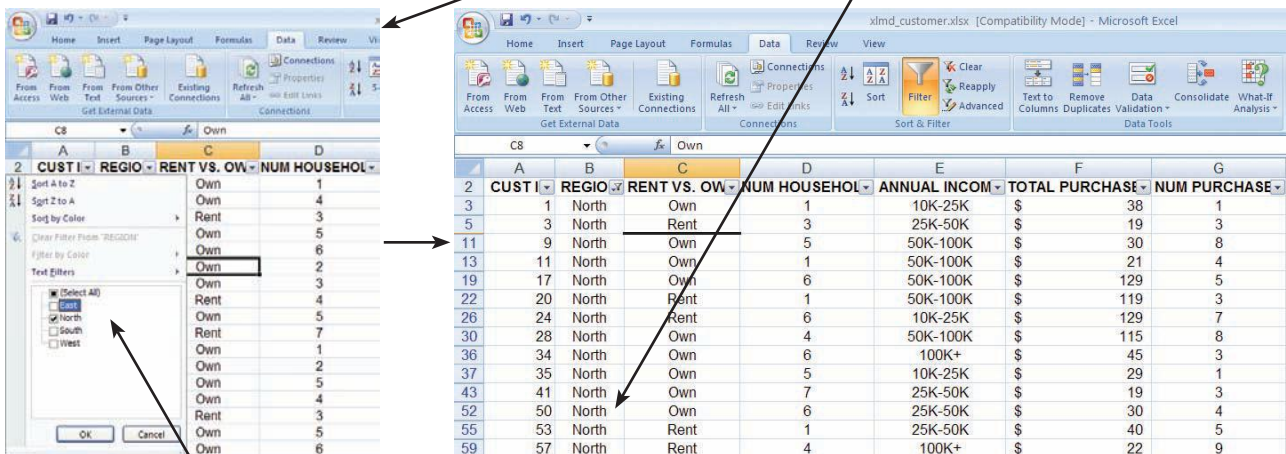 Home Insert Page Layout Formulas Data Review
From Access From Web From Text From Other Sources Existing Connections Refresh All Connections Properties Edit Links
Get External Data Connections
C8 fx Own
A B C D
2 CUST I REGIO RENT VS. OW NUM HOUSEHOL
Sort A to Z
Sort Z to A
Sort by Color
Clear Filter From "REGION"
Filter by Color
Text Filters
(Select All)
East
North
South
West
OK Cancel
Own 1
Own 4
Rent 3
Own 5
Own 6
Own 2
Own 3
Rent 4
Own 5
Rent 7
Own 1
Own 2
Own 5
Own 4
Rent 3
Own 5
Own 6
xlmd_customer.xlsx [Compatibility Mode] - Microsoft Excel
Home Insert Page Layout Formulas Data Review View
From Access From Web From Text From Other Sources Existing Connections Refresh All Connections Properties Edit Links Sort Filter Clear Reapply Advanced Text to Columns Remove Duplicates Data Validation Consolidate What-If Analysis
Get External Data Connections Sort & Filter Data Tools
C8 fx Own
A B C D E F G
2 CUST I REGIO RENT VS. OW NUM HOUSEHOL ANNUAL INCOM TOTAL PURCHASE NUM PURCHASE
3 1 North Own 1 10K-25K $ 38 1
5 3 North Rent 3 25K-50K $ 19 3
11 9 North Own 5 50K-100K $ 30 8
13 11 North Own 1 50K-100K $ 21 4
19 17 North Own 6 50K-100K $ 129 5
22 20 North Rent 1 50K-100K $ 119 3
26 24 North Rent 6 10K-25K $ 129 7
30 28 North Own 4 50K-100K $ 115 8
36 34 North Own 6 100K+ $ 45 3
37 35 North Own 5 10K-25K $ 29 1
43 41 North Own 7 25K-50K $ 19 3
52 50 North Own 6 25K-50K $ 30 4
55 53 North Rent 1 25K-50K $ 40 5
59 57 North Rent 4 100K+ $ 22 9